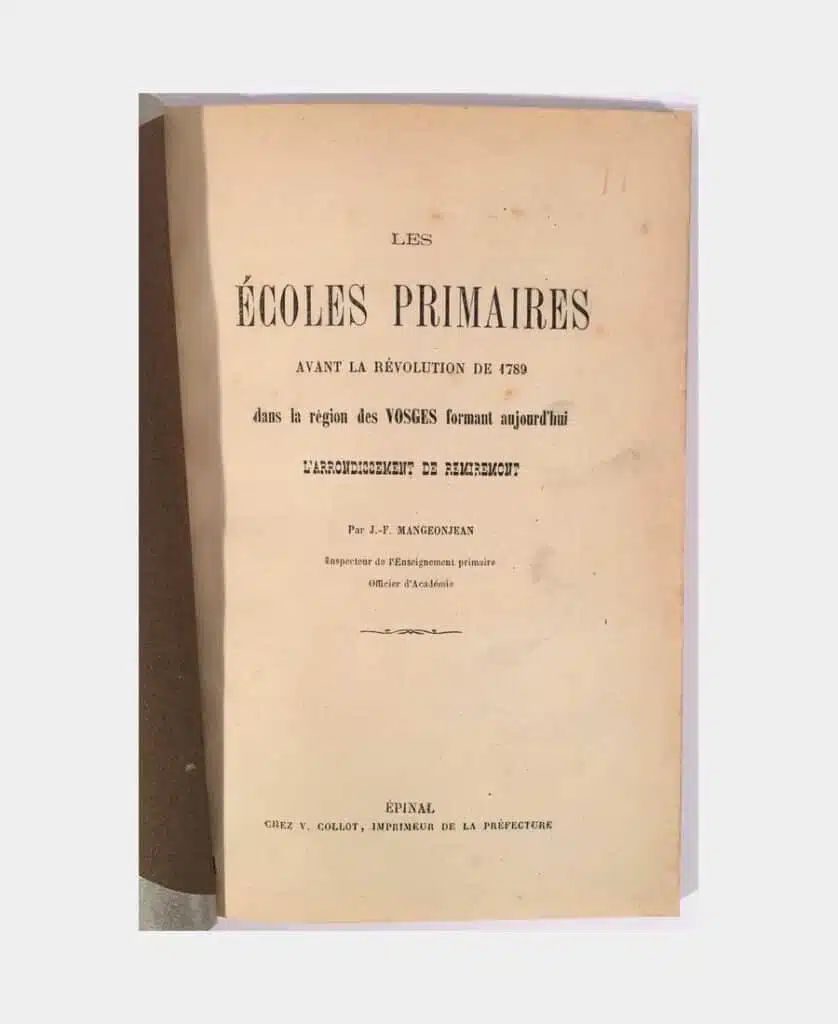 LES
ÉCOLES PRIMAIRES
AVANT LA RÉVOLUTION DE 1789
dans la région des VOSGES formant aujourd'hui
L'ARRONDISSEMENT DE REMIREMONT
Par J.-F. MANGEONJEAN
Inspecteur de l'Enseignement primaire
Officier d'Académie
ÉPINAL
CHEZ V. COLLOT, IMPRIMEUR DE LA PRÉFECTURE